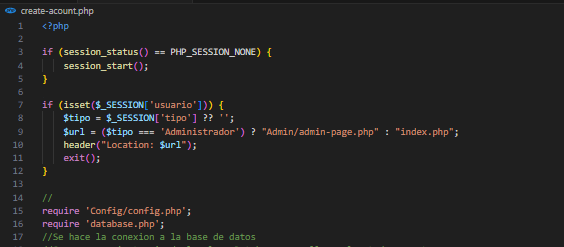 create-acount.php
1 <?php
2
3 if (session_status() == PHP_SESSION_NONE) {
4 session_start();
5 }
6
7 if (isset($_SESSION['usuario'])) {
8 $tipo = $_SESSION['tipo'] ?? '';
9 $url = ($tipo === 'Administrador') ? "Admin/admin-page.php" : "index.php";
10 header("Location: $url");
11 exit();
12 }
13
14 //
15 require 'Config/config.php';
16 require 'database.php';
17 //Se hace la conexion a la base de datos